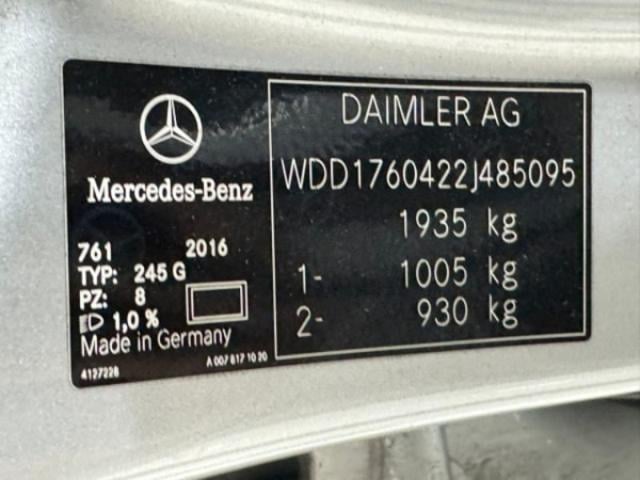 Mercedes-Benz
761 2016
TYP: 245 G
PZ: 8
1,0 %
Made in Germany
4127228 A 007 817 10 20
DAIMLER AG
WDD1760422J485095
1935 kg
1- 1005 kg
2- 930 kg